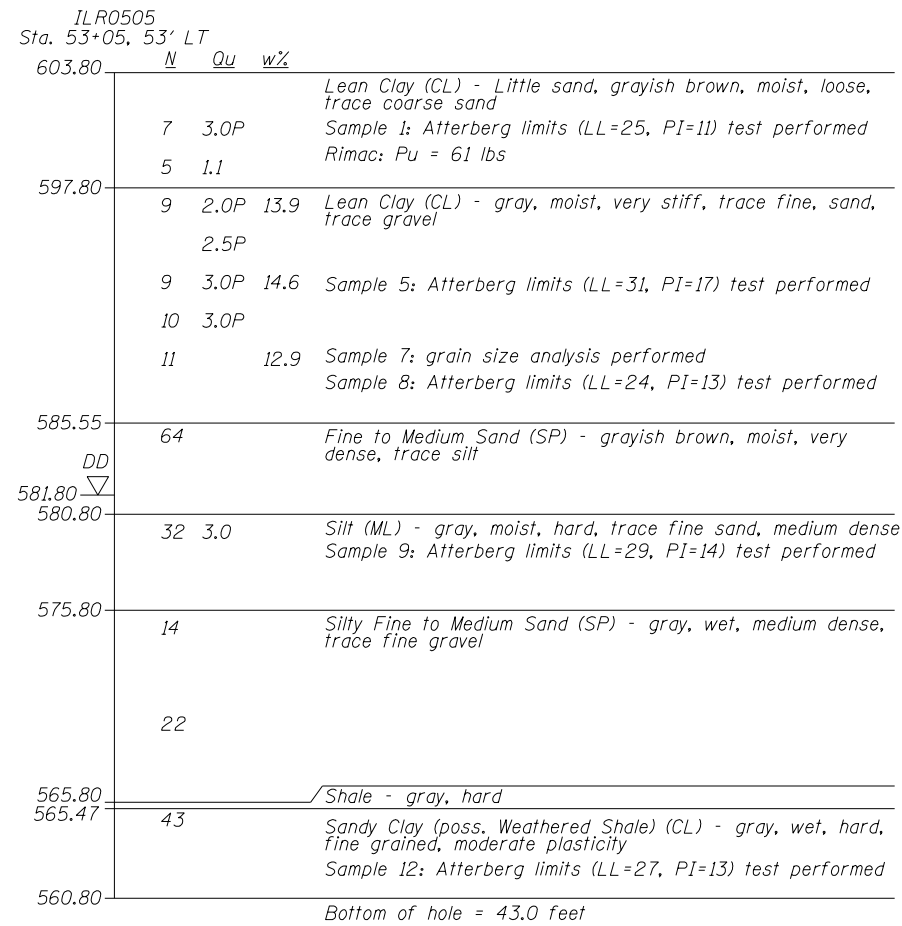 ILR0505
Sta. 53+05, 53' LT
N Qu w%
603.80
Lean Clay (CL) - Little sand, grayish brown, moist, loose,
trace coarse sand
7 3.0P Sample 1: Atterberg limits (LL=25, PI=11) test performed
Rimac: Pu = 61 lbs
5 1.1
597.80
9 2.0P 13.9 Lean Clay (CL) - gray, moist, very stiff, trace fine, sand,
trace gravel
2.5P
9 3.0P 14.6 Sample 5: Atterberg limits (LL=31, PI=17) test performed
10 3.0P
11 12.9 Sample 7: grain size analysis performed
Sample 8: Atterberg limits (LL=24, PI=13) test performed
585.55
64 Fine to Medium Sand (SP) - grayish brown, moist, very
dense, trace silt
DD
581.80
580.80
32 3.0 Silt (ML) - gray, moist, hard, trace fine sand, medium dense
Sample 9: Atterberg limits (LL=29, PI=14) test performed
575.80
14 Silty Fine to Medium Sand (SP) - gray, wet, medium dense,
trace fine gravel
22
565.80 Shale - gray, hard
565.47
43 Sandy Clay (poss. Weathered Shale) (CL) - gray, wet, hard,
fine grained, moderate plasticity
Sample 12: Atterberg limits (LL=27, PI=13) test performed
560.80
Bottom of hole = 43.0 feet